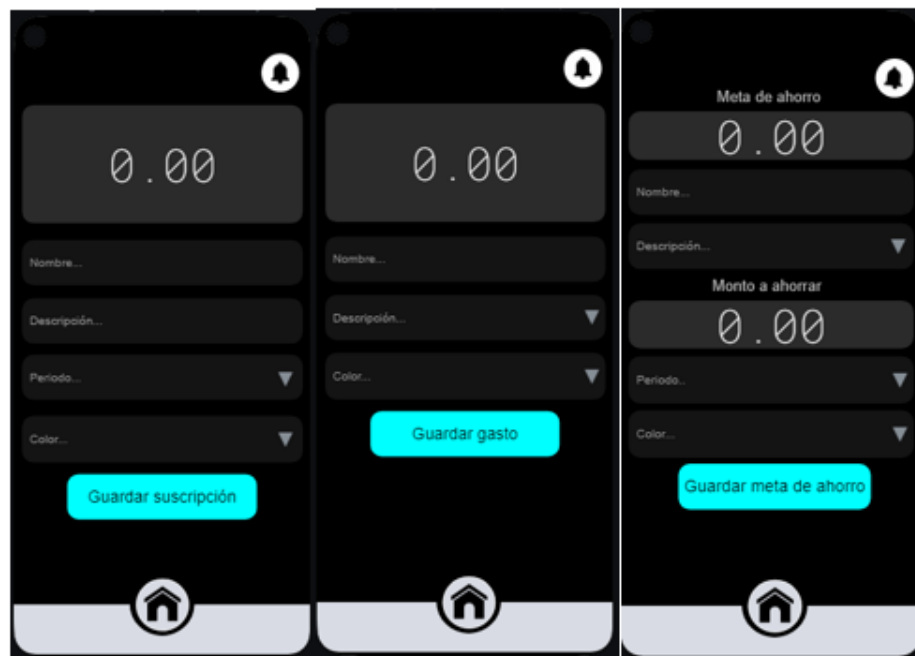 0.00
Nombre...
Descripción...
Periodo...
Color...
Guardar suscripción
0.00
Nombre...
Descripción...
Color...
Guardar gasto
Meta de ahorro
0.00
Nombre...
Descripción...
Monto a ahorrar
0.00
Periodo..
Color...
Guardar meta de ahorro